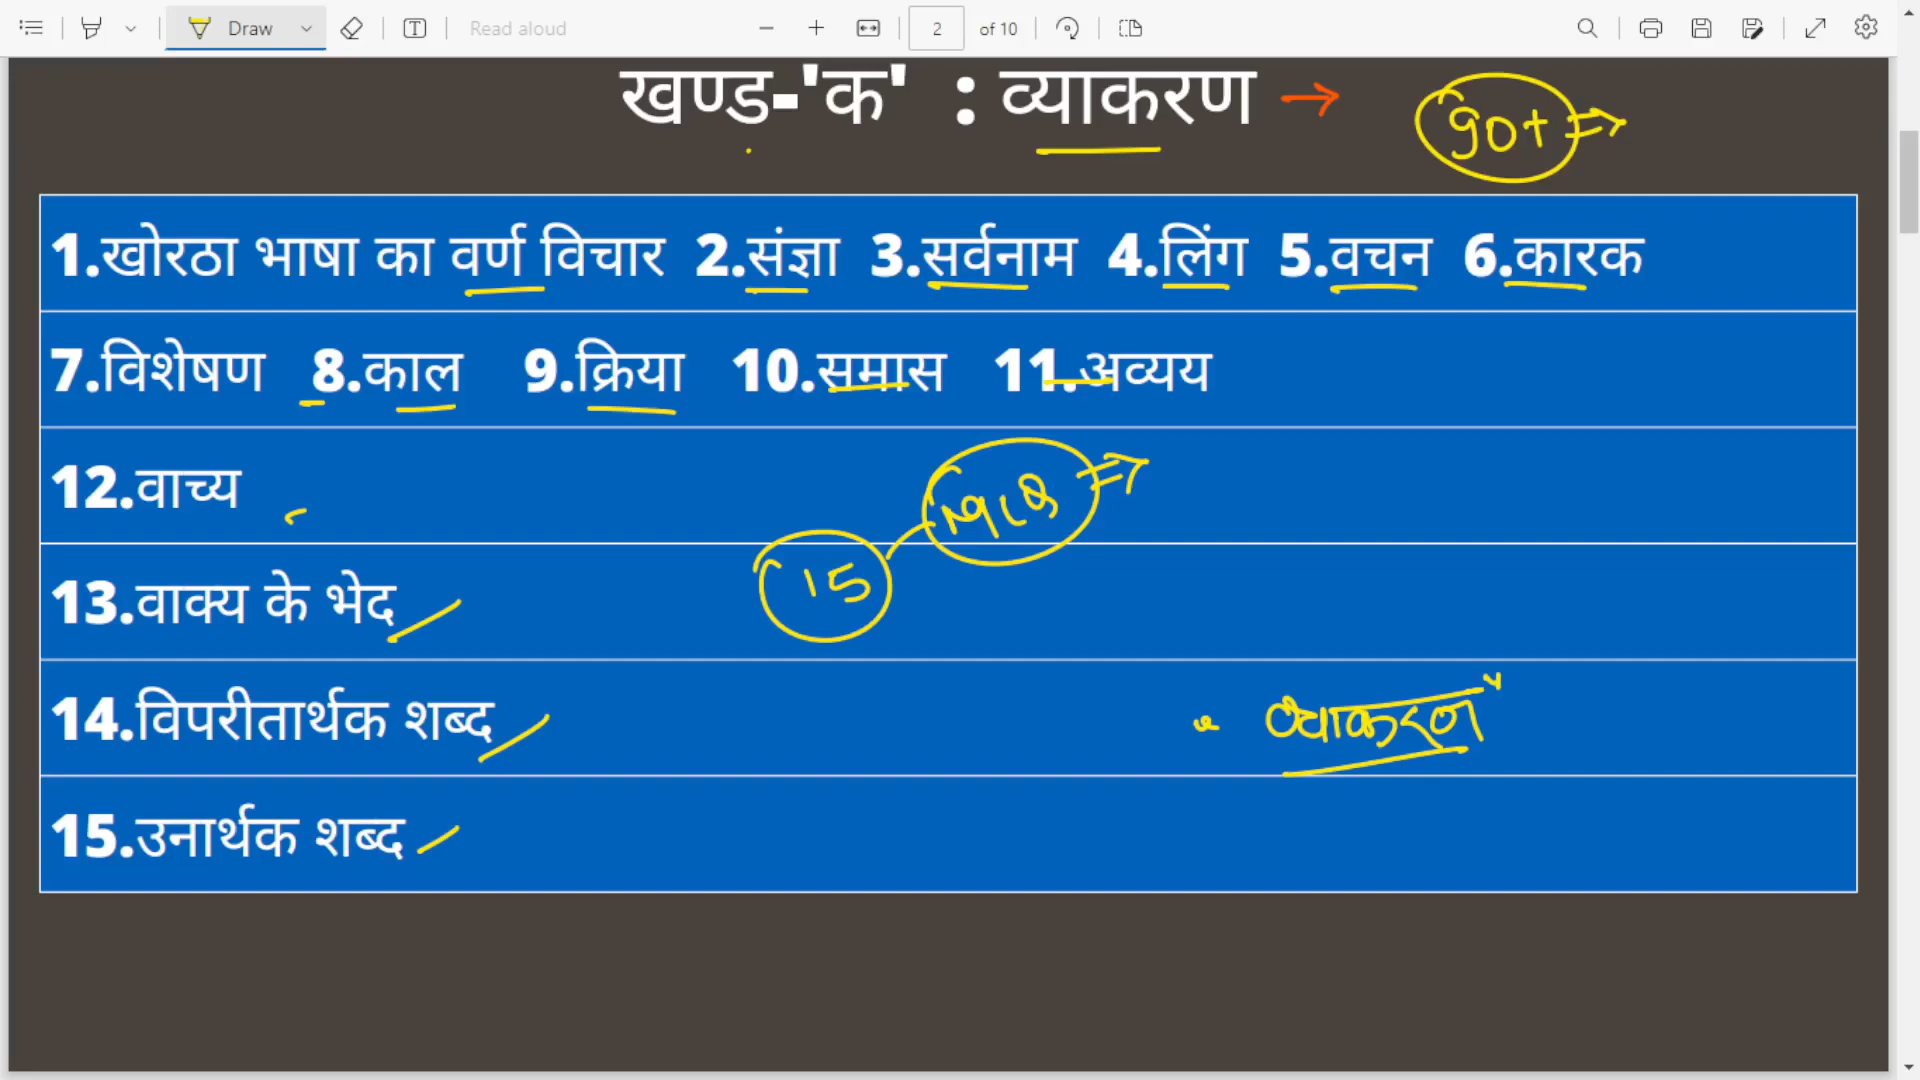 Draw
Read aloud
2 of 10
खण्ड-'क' : व्याकरण → 90+ ⇒
1.खोरठा भाषा का वर्ण विचार 2.संज्ञा 3.सर्वनाम 4.लिंग 5.वचन 6.कारक
7.विशेषण 8.काल 9.क्रिया 10.समास 11.अव्यय
12.वाच्य
13.वाक्य के भेद
15
14.विपरीतार्थक शब्द
व्याकरण
15.उनार्थक शब्द